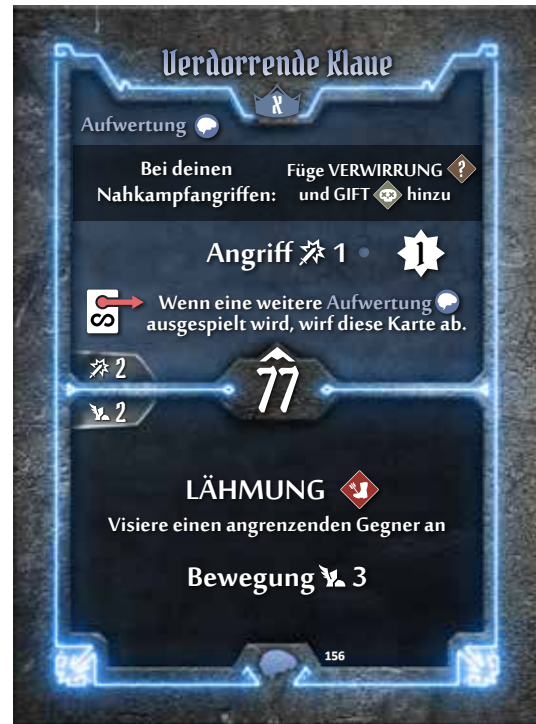 Verdorrende Klaue
X
Aufwertung
Bei deinen
Nahkampfangriffen:
Füge VERWIRRUNG ?
und GIFT hinzu
Angriff 1 • 1
Wenn eine weitere Aufwertung
ausgespielt wird, wirf diese Karte ab.
2
77
2
LÄHMUNG
Visiere einen angrenzenden Gegner an
Bewegung 3
156